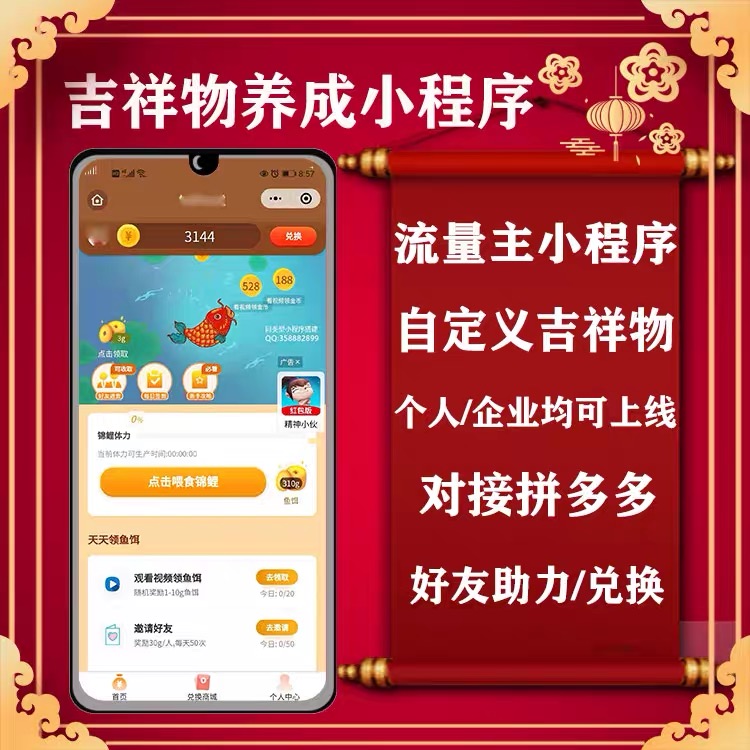 吉祥物养成小程序
8:57
3144
兑换
528
188
看视频领金币
看视频领金币
3g
点击领取
同类型小程序搭建
QQ:358882899
可收取
必看
好友进度
每日签到
新手攻略
广告×
红包版
精神小伙
0%
锦鲤体力
当前体力可生产时间:00:00:00
点击喂食锦鲤
310g
鱼饵
天天领鱼饵
观看视频领鱼饵
随机奖励1-10g鱼饵
去领取
今日: 0/20
邀请好友
奖励30g/人,每天50次
去邀请
今日: 0/50
首页
兑换商城
个人中心
流量主小程序
自定义吉祥物
个人/企业均可上线
对接拼多多
好友助力/兑换